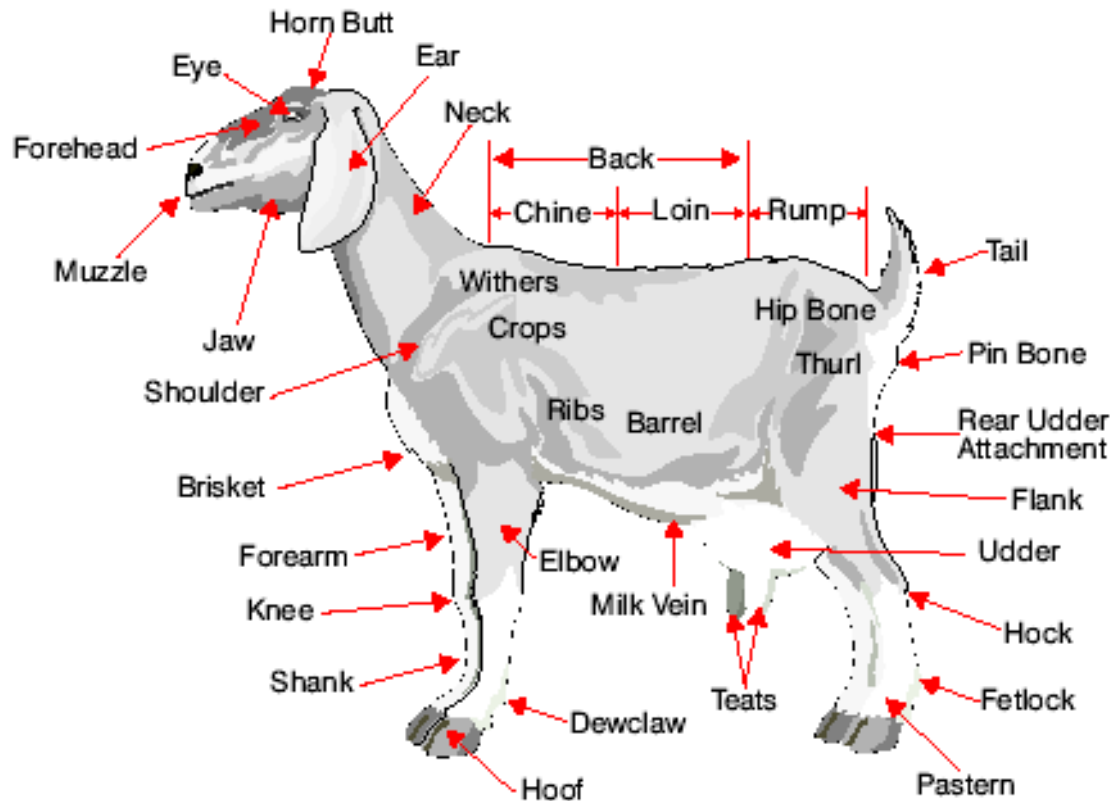 Horn Butt
Eye
Ear
Neck
Forehead
Back
Chine
Loin
Rump
Muzzle
Tail
Withers
Hip Bone
Crops
Jaw
Pin Bone
Thurl
Shoulder
Ribs
Barrel
Rear Udder
Attachment
Brisket
Flank
Forearm
Elbow
Udder
Knee
Milk Vein
Hock
Shank
Teats
Fetlock
Dewclaw
Hoof
Pastern